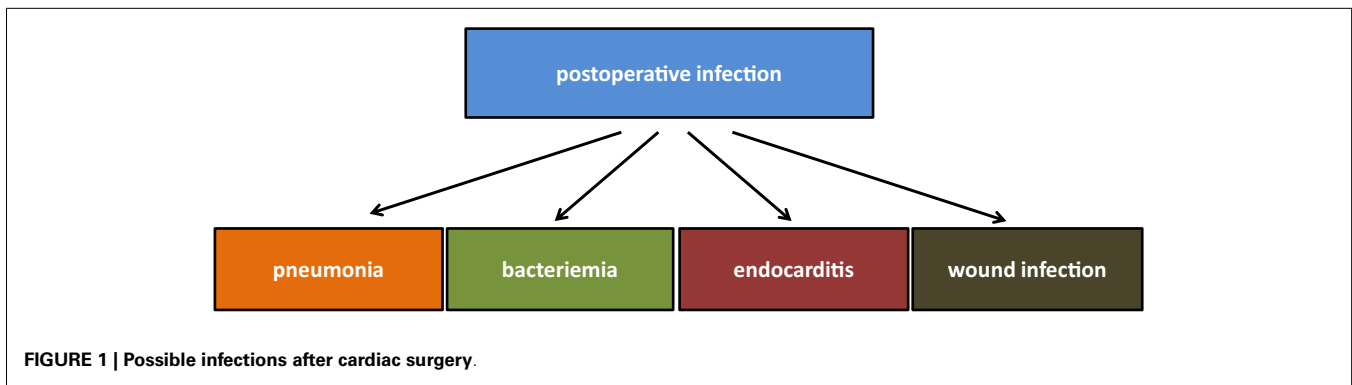 postoperative infection
pneumonia
bacteriemia
endocarditis
wound infection
FIGURE 1 | Possible infections after cardiac surgery.